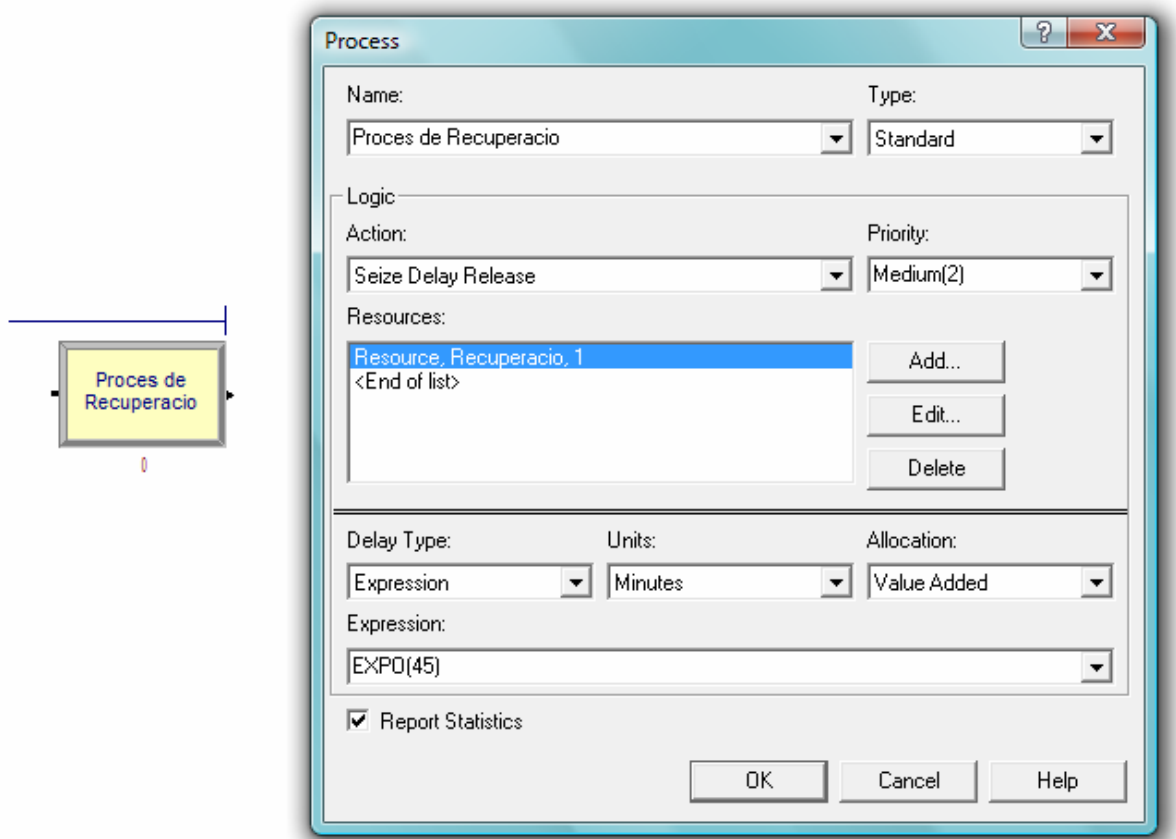 Process
?
X
Name:
Type:
Proces de Recuperacio
Standard
Logic
Action:
Priority:
Seize Delay Release
Medium(2)
Resources:
Resource, Recuperacio, 1
<End of list>
Add...
Edit...
Delete
Proces de
Recuperacio
0
Delay Type:
Units:
Allocation:
Expression
Minutes
Value Added
Expression:
EXPO(45)
Report Statistics
OK
Cancel
Help